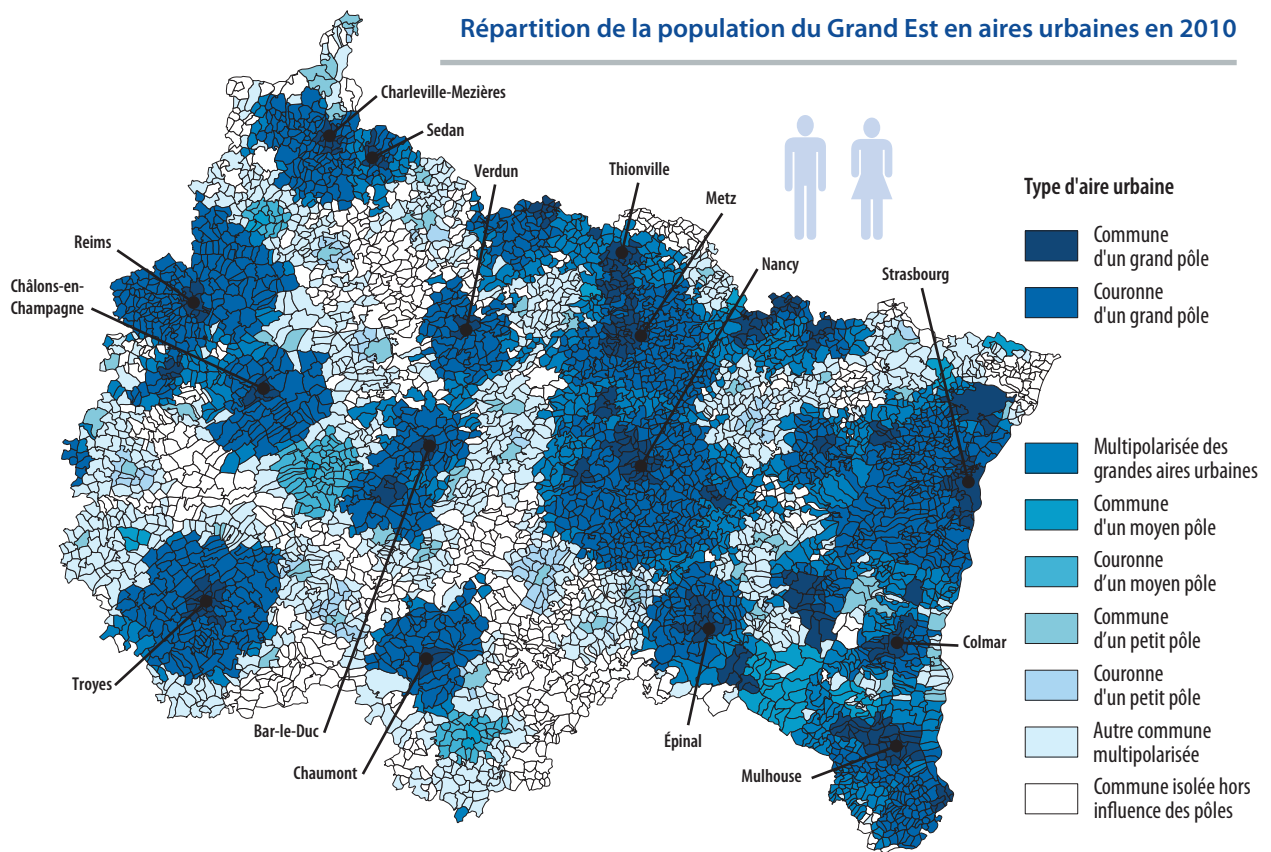 Répartition de la population du Grand Est en aires urbaines en 2010
Charleville-Mezières
Sedan
Verdun
Thionville
Metz
Nancy
Strasbourg
Reims
Châlons-en-
Champagne
Troyes
Bar-le-Duc
Chaumont
Épinal
Mulhouse
Colmar
Type d'aire urbaine
Commune
d'un grand pôle
Couronne
d'un grand pôle
Multipolarisée des
grandes aires urbaines
Commune
d'un moyen pôle
Couronne
d'un moyen pôle
Commune
d'un petit pôle
Couronne
d'un petit pôle
Autre commune
multipolarisée
Commune isolée hors
influence des pôles